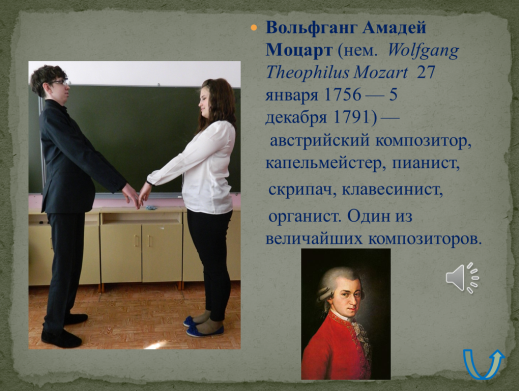 Вольфганг Амадей
Моцарт (нем. Wolfgang
Theophilus Mozart 27
января 1756 — 5
декабря 1791) —
австрийский композитор,
капельмейстер, пианист,
скрипач, клавесинист,
органист. Один из
величайших композиторов.